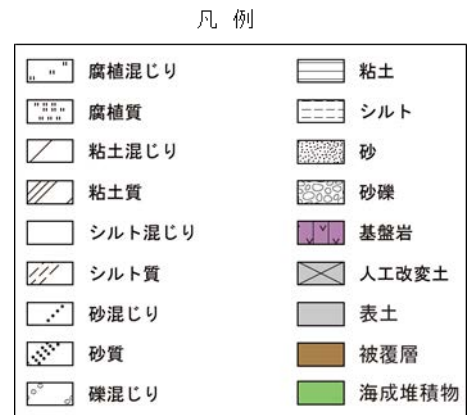 凡 例
腐植混じり
腐植質
粘土混じり
粘土質
シルト混じり
シルト質
砂混じり
砂質
礫混じり
粘土
シルト
砂
砂礫
基盤岩
人工改変土
表土
被覆層
海成堆積物